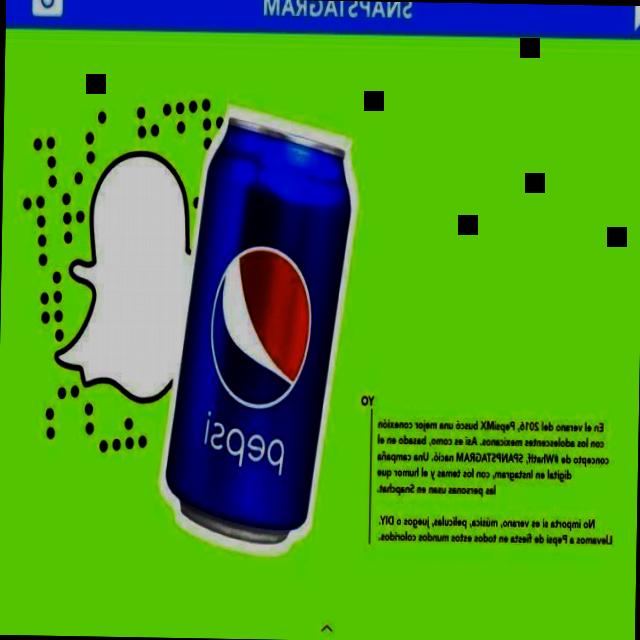 SNAPSTAGRAM
pepsi
YO
En el verano del 2016, PepsiMX buscó una mejor conexión
con los adolescentes mexicanos. Así es como, basado en el
concepto de #WhatIf, SPANPSTAGRAM nació. Una campaña
digital en Instagram, con los temas y el humor que
las personas usan en Snapchat.
No importa si es verano, música, películas, juegos o DIY.
Llevamos a Pepsi de fiesta en todos estos mundos coloridos.